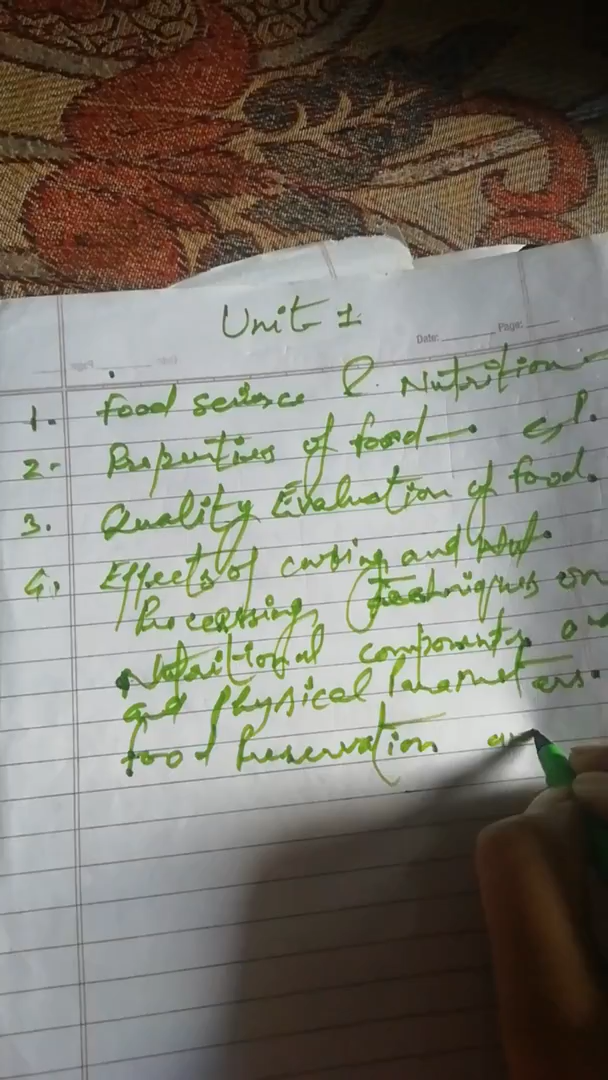 Unit 1
Date: Page:
1. Food science & Nutrition
2. Properties of food
3. Quality Evaluation of food.
4. Effects of and
Processing Techniques on
Nutritional components
and Physical Parameters.
food Preservation